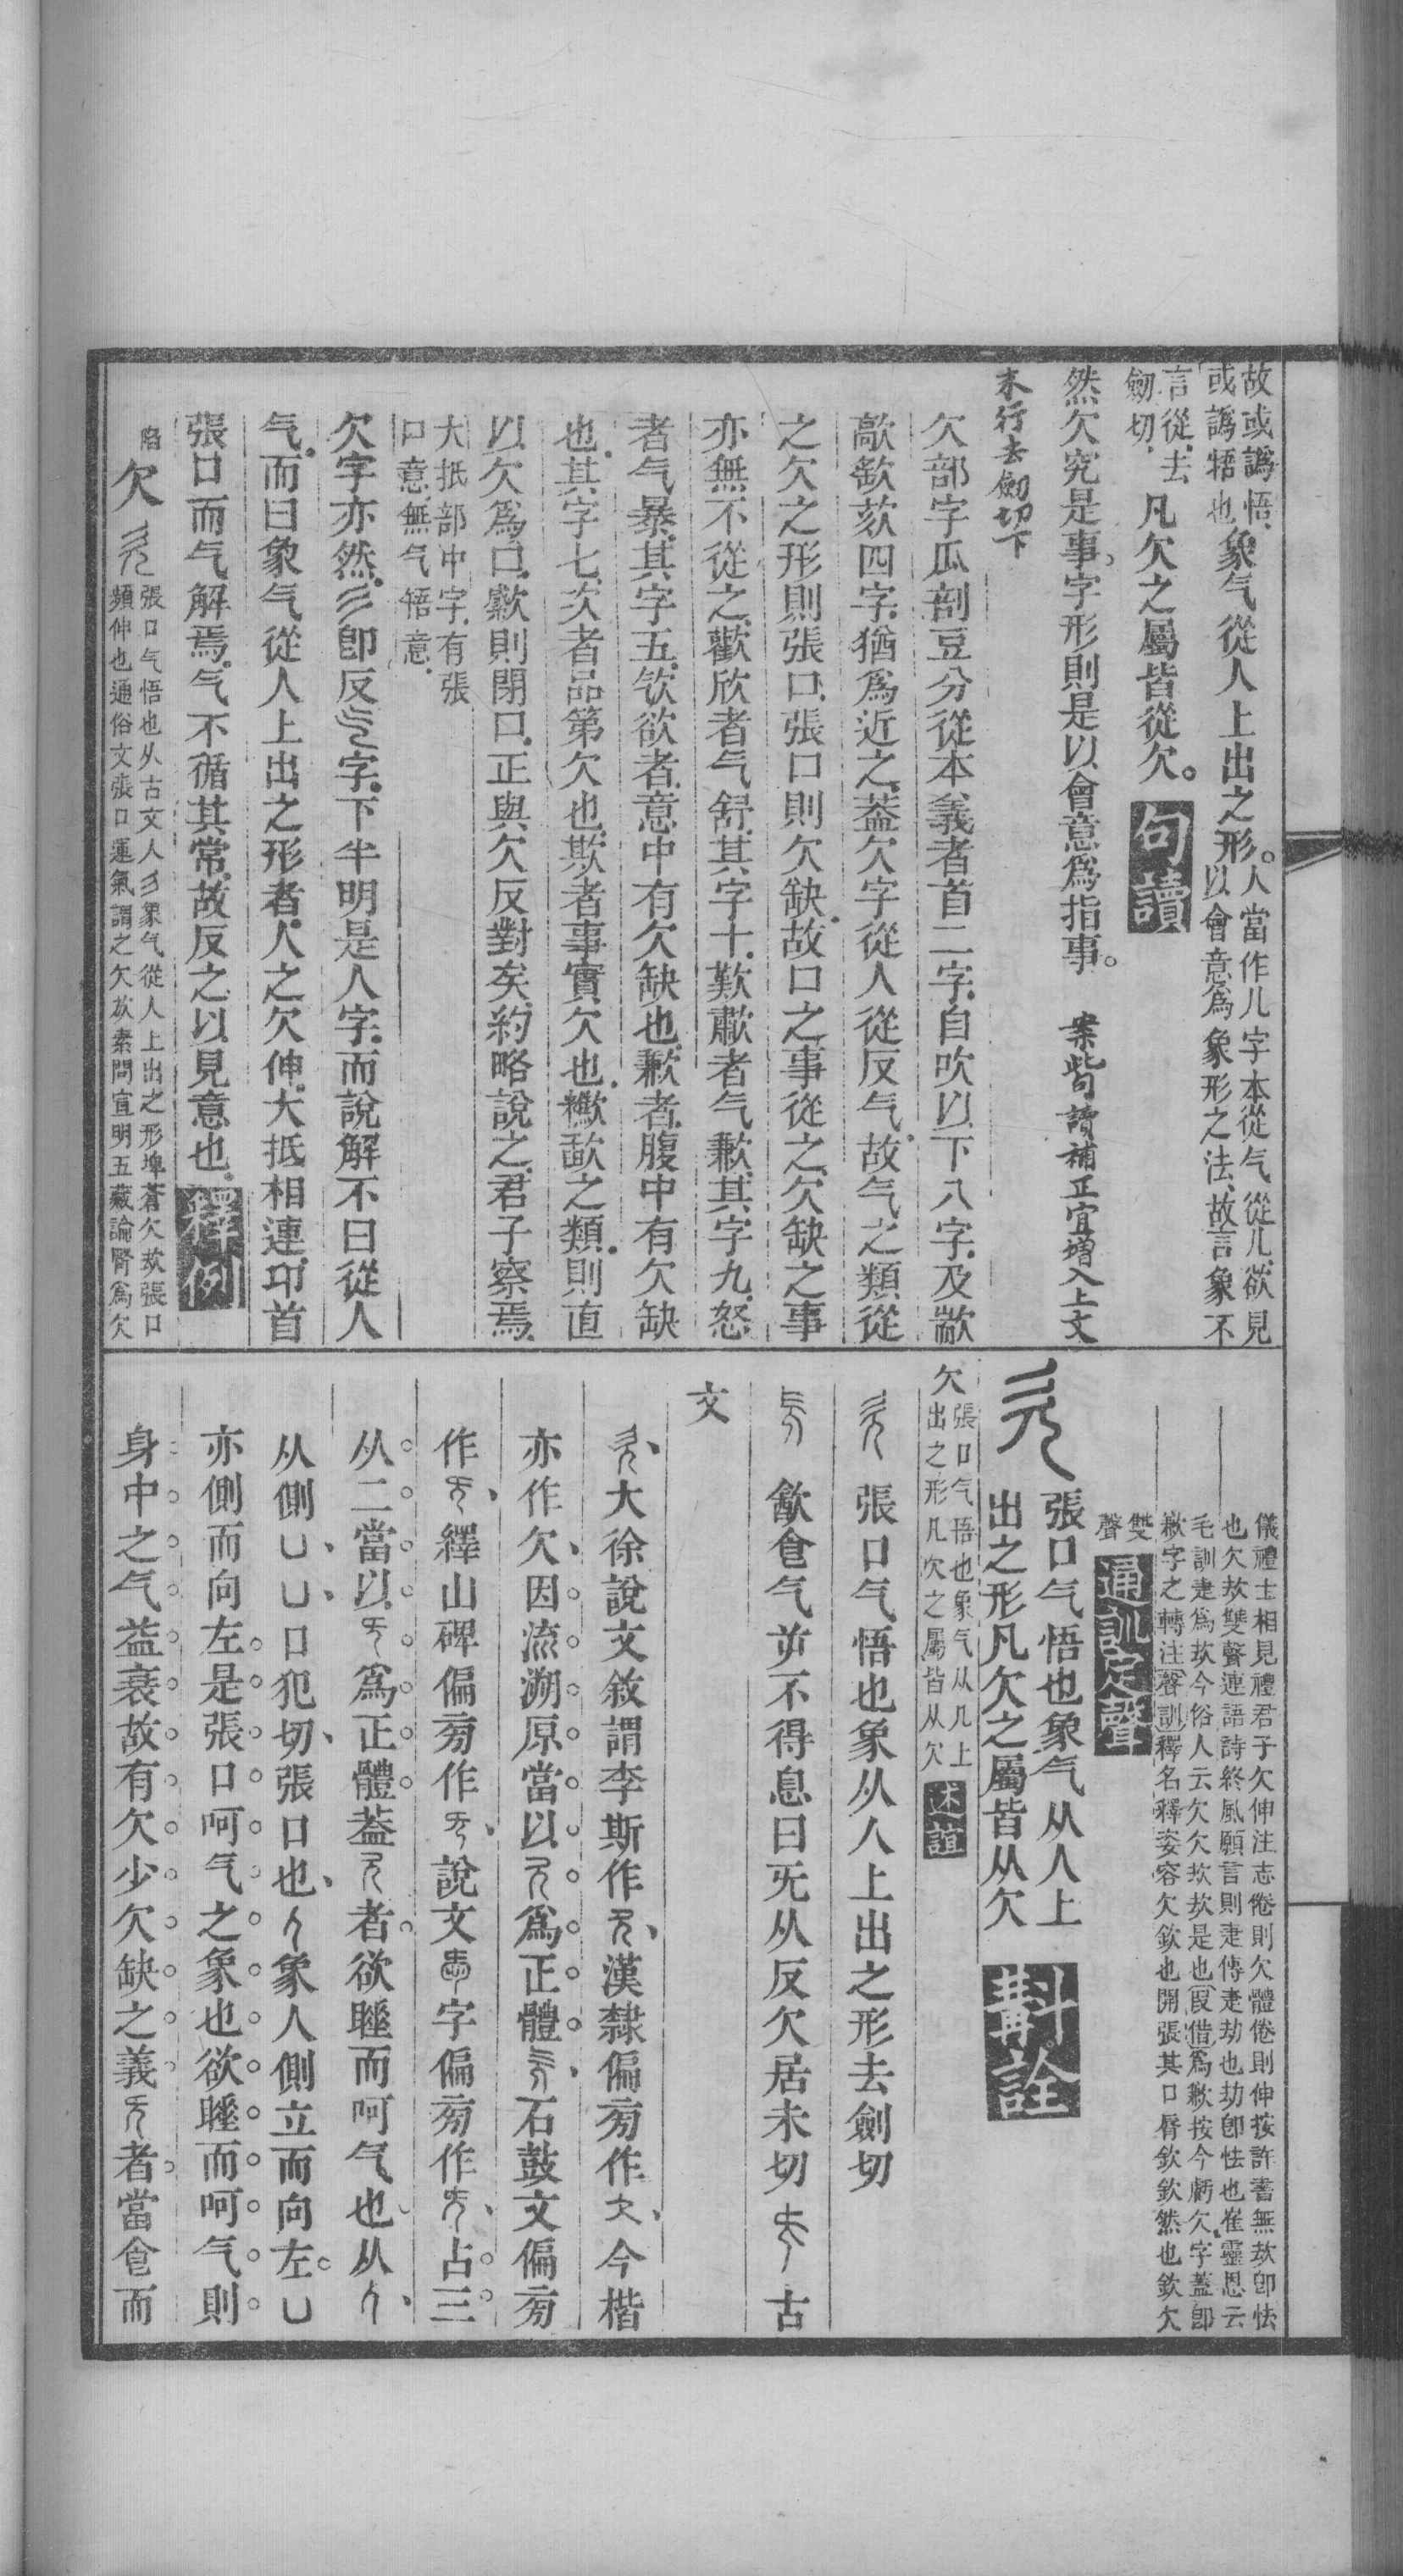 故或譌悟
或譌牾也
象气從人上出之形
人當作儿字本從气從儿欲見
以會意爲象形之法故言象不
言從去
劒切
凡欠之屬皆從欠
句讀
然欠究是事字形則是以會意爲指事
案此句讀補正宜增入上文
末行去劒切下
欠部字瓜剖豆分從本義者首二字自吹以下八字及歂
歊㰲㰨四字猶爲近之蓋欠字從人從反气故气之類從
之欠之形則張口張口則欠缺故口之事從之欠缺之事
亦無不從之歡欣者气舒其字十歎歗者气歉其字九怒
者气暴其字五欽欲者意中有欠缺也歉者腹中有欠缺
也其字七次者品第欠也欺者事實欠也之類則直
以欠爲口歠則閉口正與欠反對矣約略說之君子察焉
大抵部中字有張
口意無气牾意
欠字亦然彡卽反字下半明是人字而說解不曰從人
气而曰象气從人上出之形者人之欠伸大抵相連卬首
張口而气解焉气不循其常故反之以見意也
釋例
欠
張口气悟也从古文人彡象气從人上出之形埤蒼欠㰦張口
頻伸也通俗文張口運氣謂之欠㰦素問宣明五藏論腎爲欠
儀禮士相見禮君子欠伸注志倦則欠體倦則伸按許書無㰦卽怯
也欠㰦雙聲連語詩終風願言則疌傳疌劫也劫卽怯也崔靈恩云
毛訓疌爲㰦今俗人云欠欠㰦㰦是也叚借爲歉按今虧欠字蓋卽
歉字之轉注聲訓釋名釋姿容欠欽也開張其口脣欽欽然也欽欠
雙
聲
通訓定聲
張口气悟也象气从人上
出之形凡欠之屬皆从欠
斠詮
欠
張口气悟也象气从几上
出之形凡欠之屬皆从欠
述誼
張口气悟也象从人上出之形去劍切
㱃食气屰不得息曰旡从反欠居未切 古
文
大徐說文敘謂李斯作漢隸偏旁作今楷
亦作欠因流溯原當以爲正體石鼓文偏旁
作繹山碑偏旁作說文字偏旁作占三
从二當以爲正體蓋者欲睡而呵气也从
从側凵凵口犯切張口也象人側立而向左凵
亦側而向左是張口呵气之象也欲睡而呵气則
身中之气益衰故有欠少欠缺之義者當食而